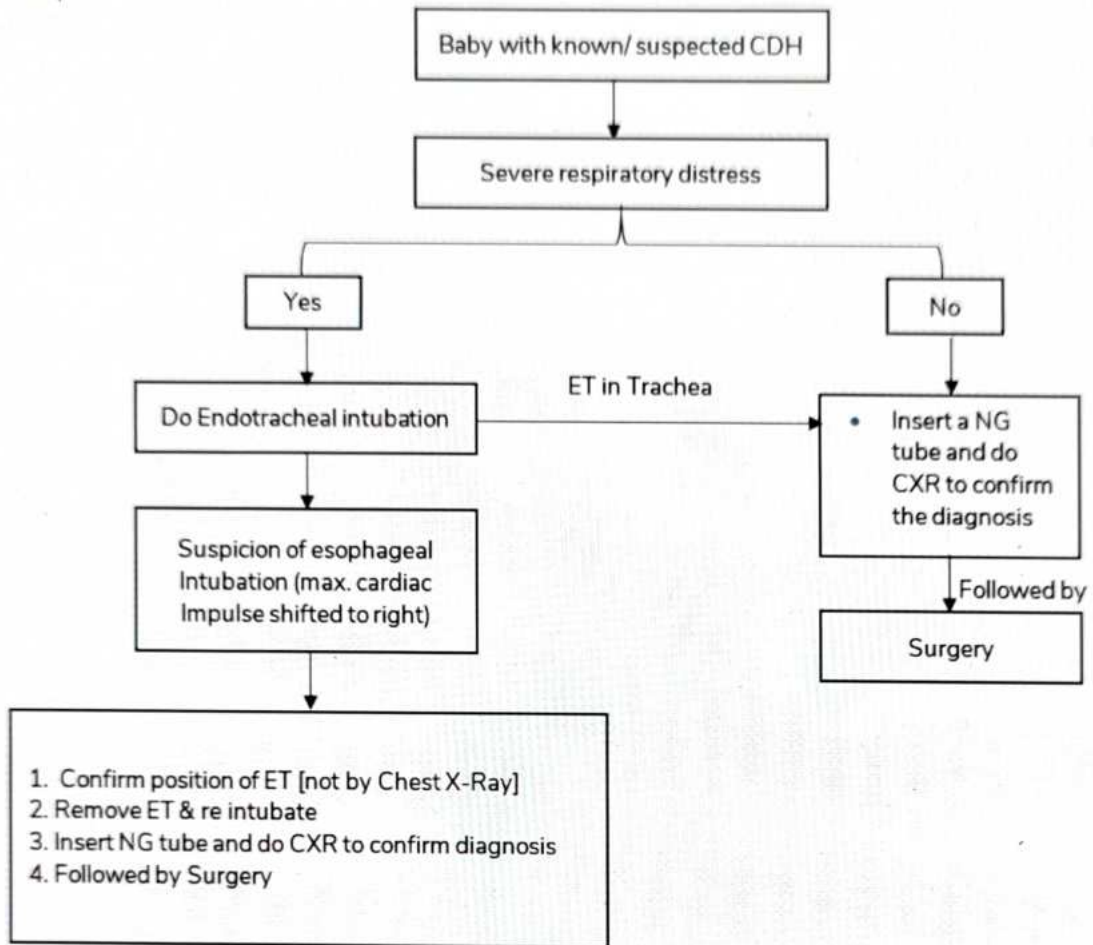 Baby with known/ suspected CDH
Severe respiratory distress
Yes
No
Do Endotracheal intubation
ET in Trachea
• Insert a NG
tube and do
CXR to confirm
the diagnosis
Suspicion of esophageal
Intubation (max. cardiac
Impulse shifted to right)
Followed by
Surgery
1. Confirm position of ET [not by Chest X-Ray]
2. Remove ET & re intubate
3. Insert NG tube and do CXR to confirm diagnosis
4. Followed by Surgery